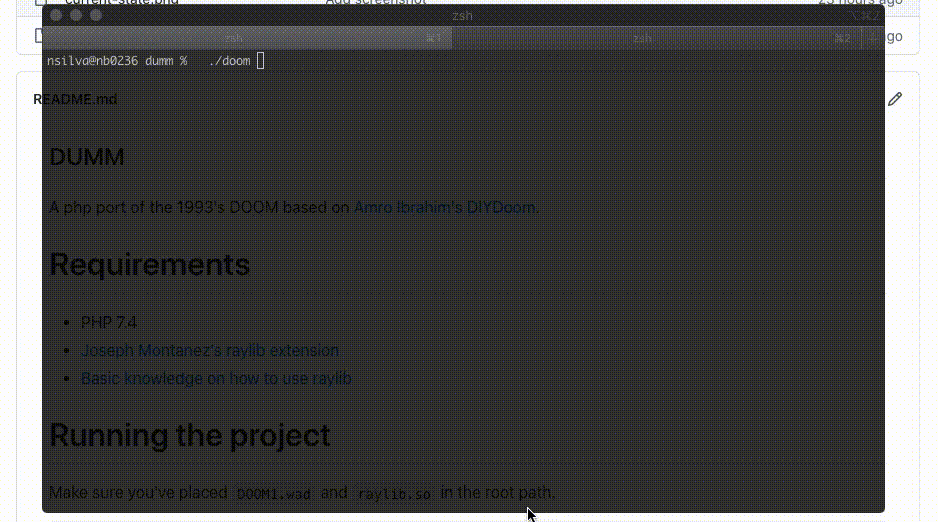 current-state.png Add screenshot 23 hours ago
zsh ⌥⌘2
zsh ⌘1 zsh ⌘2 ago
nsilva@nb0236 dumm % ./doom
README.md
DUMM
A php port of the 1993's DOOM based on Amro Ibrahim's DIYDoom.
Requirements
PHP 7.4
Joseph Montanez's raylib extension
Basic knowledge on how to use raylib
Running the project
Make sure you've placed DOOM1.wad and raylib.so in the root path.